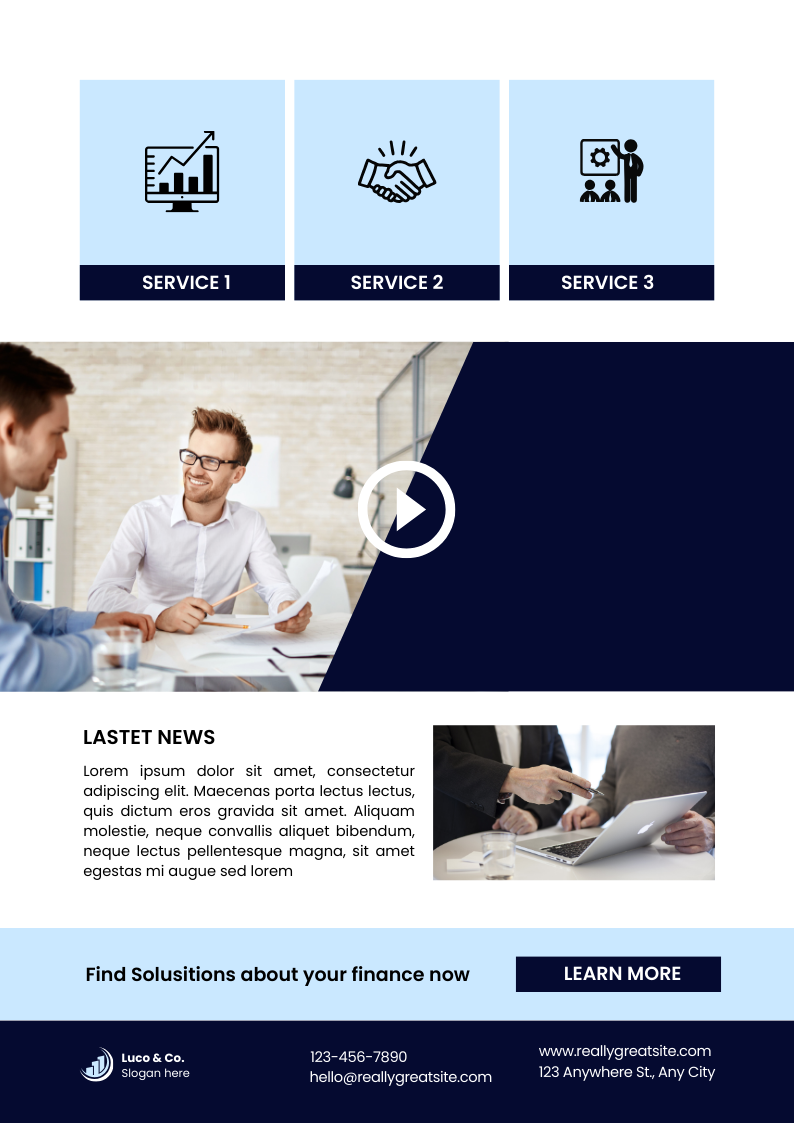 SERVICE 1
SERVICE 2
SERVICE 3
LASTET NEWS
Lorem ipsum dolor sit amet, consectetur
adipiscing elit. Maecenas porta lectus lectus,
quis dictum eros gravida sit amet. Aliquam
molestie, neque convallis aliquet bibendum,
neque lectus pellentesque magna, sit amet
egestas mi augue sed lorem
Find Solusitions about your finance now
LEARN MORE
Luco & Co.
Slogan here
123-456-7890
hello@reallygreatsite.com
www.reallygreatsite.com
123 Anywhere St., Any City